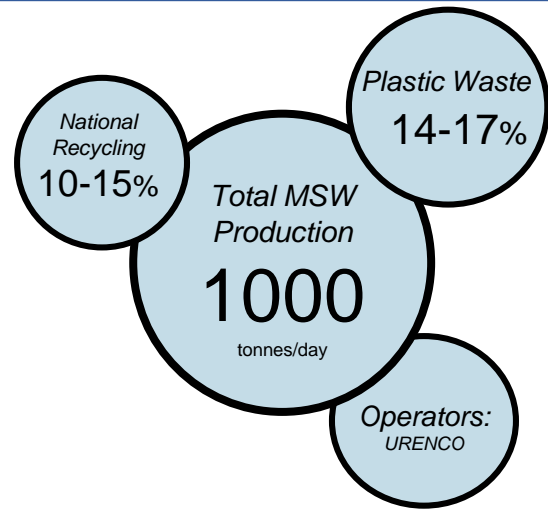 Plastic Waste
14-17%
National
Recycling
10-15%
Total MSW
Production
1000
tonnes/day
Operators:
URENCO